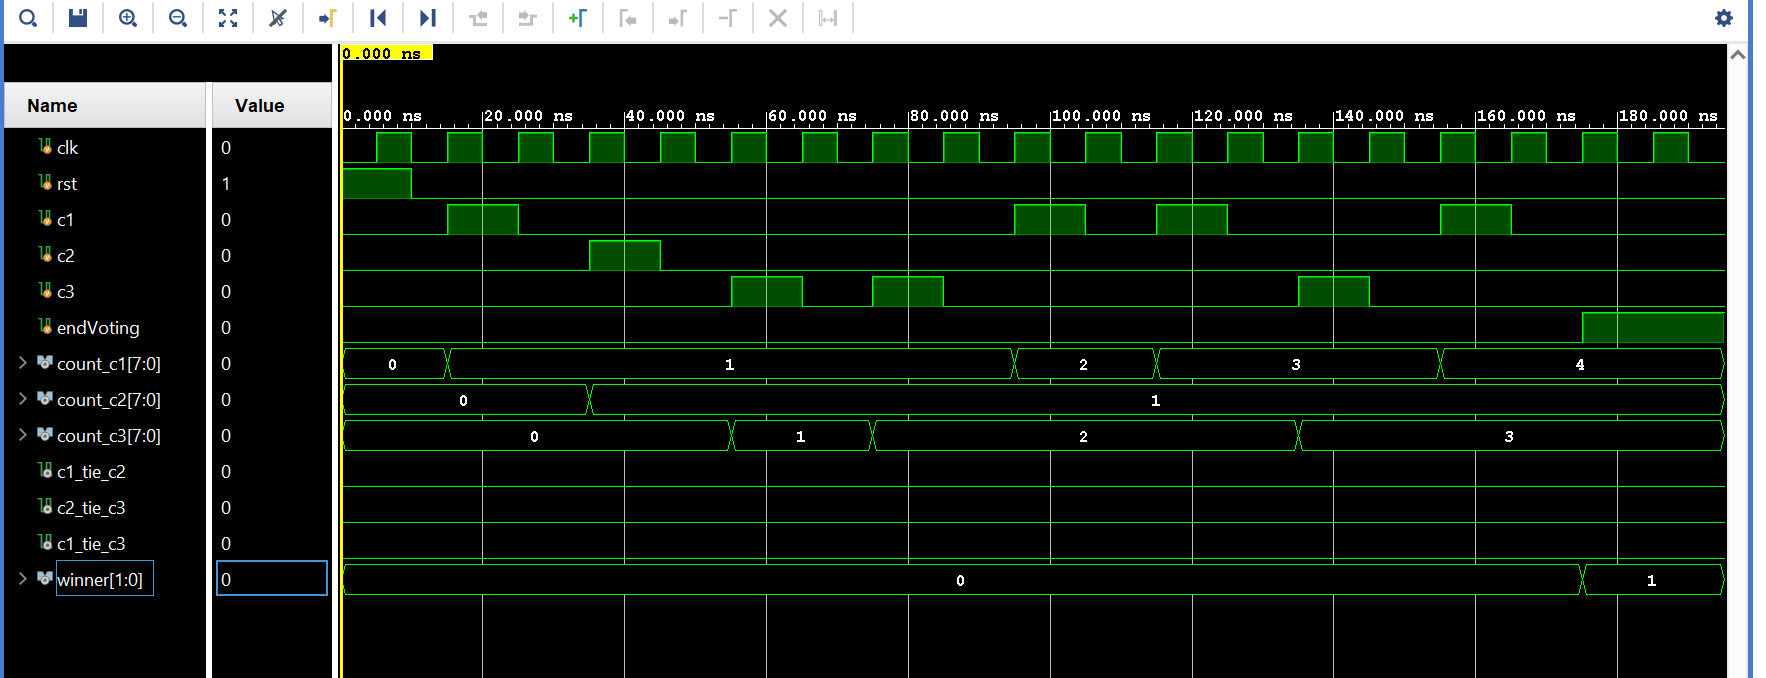 0.000 ns
Name Value
0.000 ns 20.000 ns 40.000 ns 60.000 ns 80.000 ns 100.000 ns 120.000 ns 140.000 ns 160.000 ns 180.000 ns
clk 0
rst 1
c1 0
c2 0
c3 0
endVoting 0
count_c1[7:0] 0 0 1 2 3 4
count_c2[7:0] 0 0 1
count_c3[7:0] 0 0 1 2 3
c1_tie_c2 0
c2_tie_c3 0
c1_tie_c3 0
winner[1:0] 0 0 1